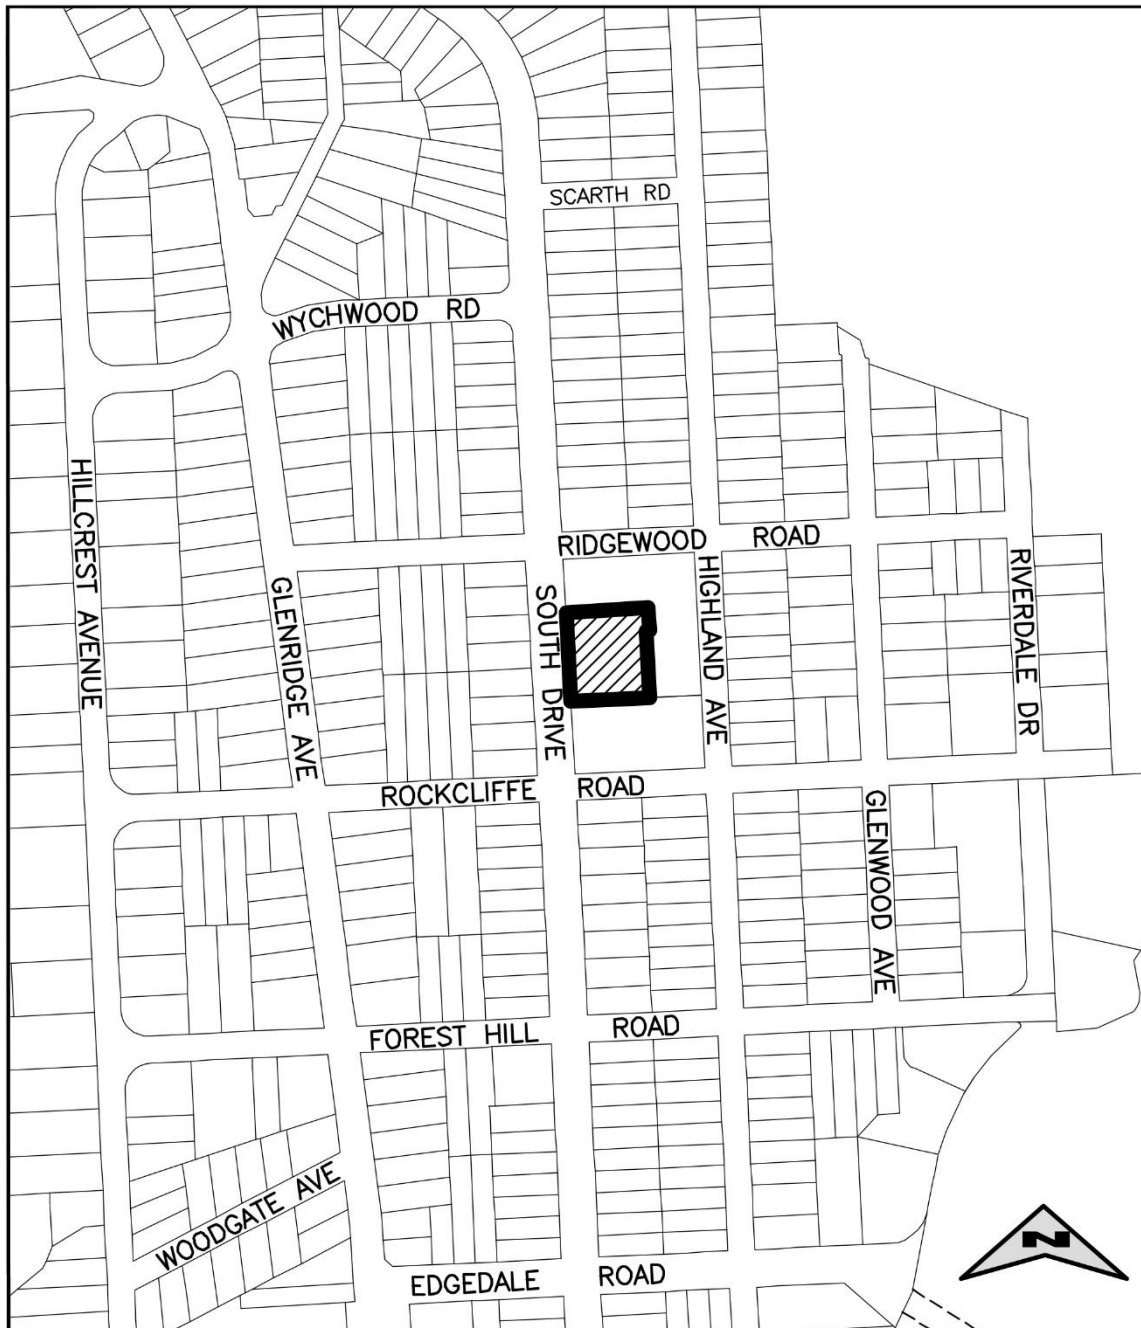 SCARTH RD
WYCHWOOD RD
HILLCREST AVENUE
GLENRIDGE AVE
SOUTH DRIVE
RIDGEWOOD ROAD
HIGHLAND AVE
RIVERDALE DR
ROCKCLIFFE ROAD
GLENWOOD AVE
FOREST HILL ROAD
WOODGATE AVE
EDGEDALE ROAD
N